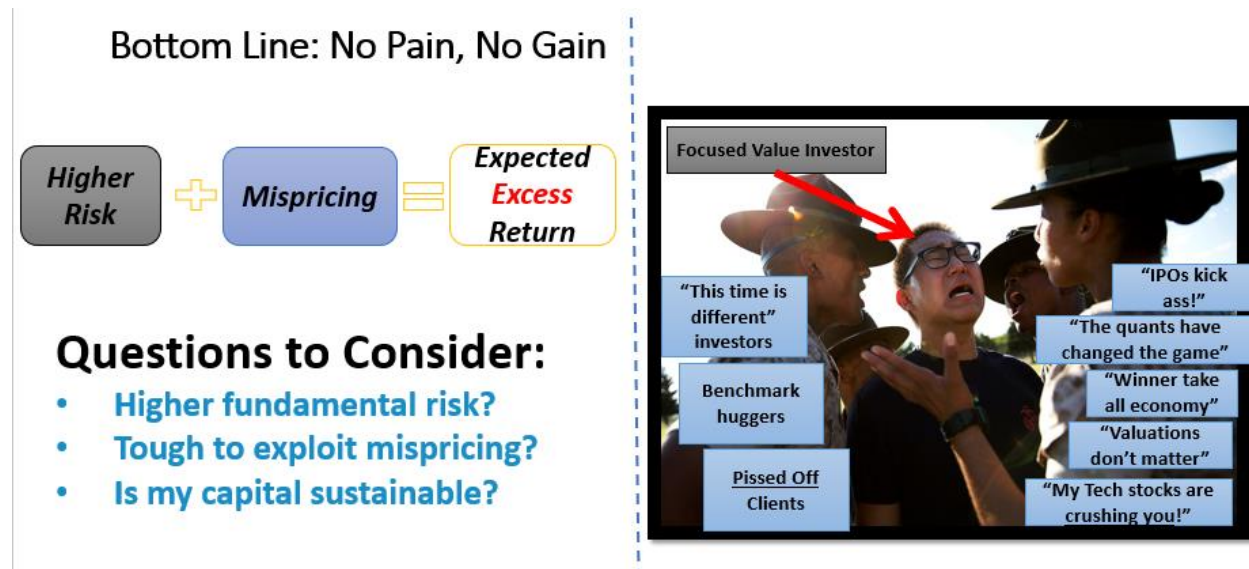 Bottom Line: No Pain, No Gain
Higher
Risk
Mispricing
Expected
Excess
Return
Questions to Consider:
• Higher fundamental risk?
• Tough to exploit mispricing?
• Is my capital sustainable?
Focused Value Investor
“This time is
different”
investors
Benchmark
huggers
Pissed Off
Clients
“IPOs kick
ass!”
“The quants have
changed the game”
“Winner take
all economy”
“Valuations
don’t matter”
“My Tech stocks are
crushing you!”